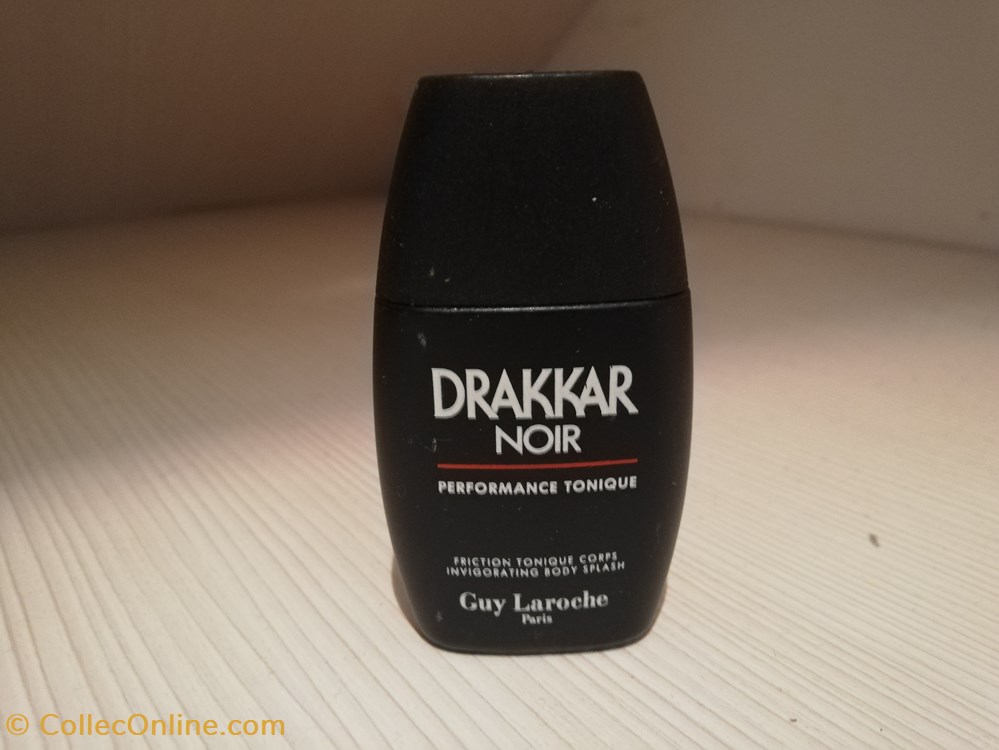 DRAKKAR
NOIR
PERFORMANCE TONIQUE
FRICTION TONIQUE CORPS
INVIGORATING BODY SPLASH
Guy Laroche
Paris
© CollecOnline.com